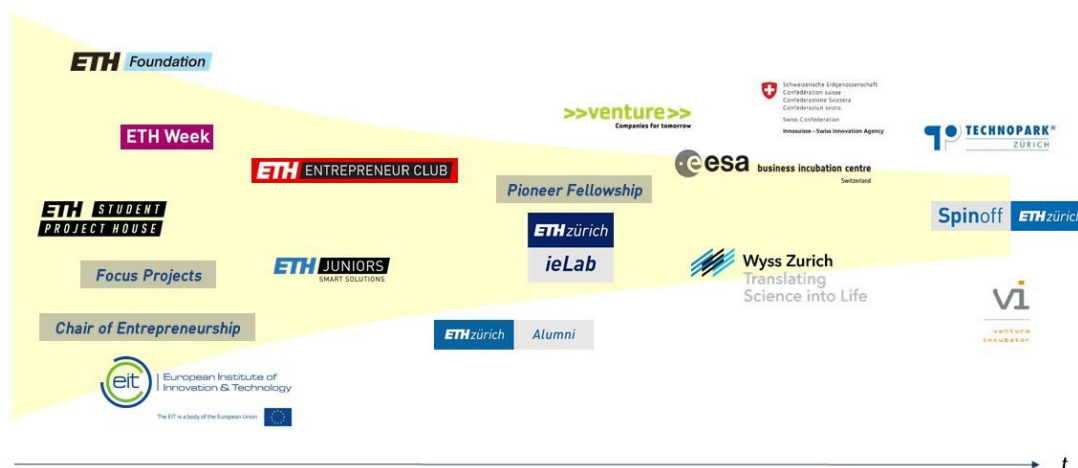 ETH Foundation
ETH Week
ETH ENTREPRENEUR CLUB
ETH STUDENT
PROJECT HOUSE
Focus Projects
ETH JUNIORS
SMART SOLUTIONS
Chair of Entrepreneurship
eit
European Institute of
Innovation & Technology
The EIT is a body of the European Union
ETHzürich Alumni
>>venture>>
Companies for tomorrow
Pioneer Fellowship
ETHzürich
ieLab
Schweizerische Eidgenossenschaft
Confédération suisse
Confederazione Svizzera
Confederaziun svizra
Swiss Confederation
Innosuisse - Swiss Innovation Agency
esa business incubation centre
Switzerland
Wyss Zurich
Translating
Science into Life
TECHNOPARK®
ZÜRICH
Spinoff ETHzürich
vi
venture
incubator
t